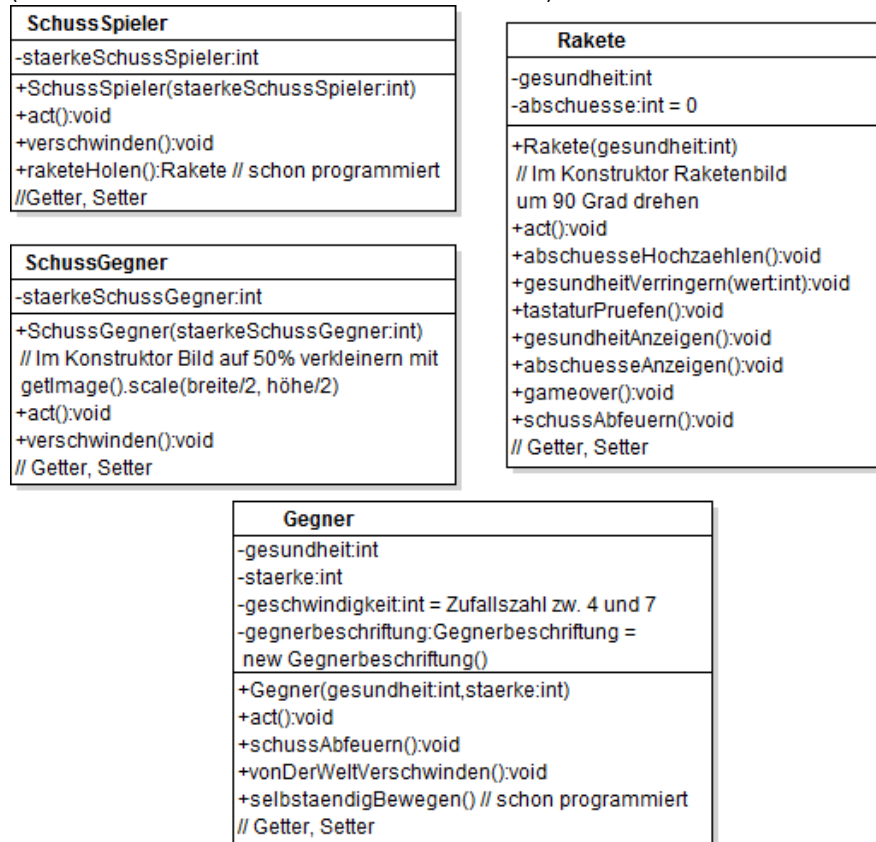 SchussSpieler
-staerkeSchussSpieler:int
+SchussSpieler(staerkeSchussSpieler:int)
+act():void
+verschwinden():void
+raketeHolen():Rakete // schon programmiert
//Getter, Setter
Rakete
-gesundheit:int
-abschuesse:int = 0
+Rakete(gesundheit:int)
// Im Konstruktor Raketenbild
um 90 Grad drehen
+act():void
+abschuesseHochzaehlen():void
+gesundheitVerringern(wert:int):void
+tastaturPruefen():void
+gesundheitAnzeigen():void
+abschuesseAnzeigen():void
+gameover():void
+schussAbfeuern():void
// Getter, Setter
SchussGegner
-staerkeSchussGegner:int
+SchussGegner(staerkeSchussGegner:int)
// Im Konstruktor Bild auf 50% verkleinern mit
getImage().scale(breite/2, höhe/2)
+act():void
+verschwinden():void
// Getter, Setter
Gegner
-gesundheit:int
-staerke:int
-geschwindigkeit:int = Zufallszahl zw. 4 und 7
-gegnerbeschriftung:Gegnerbeschriftung =
new Gegnerbeschriftung()
+Gegner(gesundheit:int,staerke:int)
+act():void
+schussAbfeuern():void
+vonDerWeltVerschwinden():void
+selbstaendigBewegen() // schon programmiert
// Getter, Setter